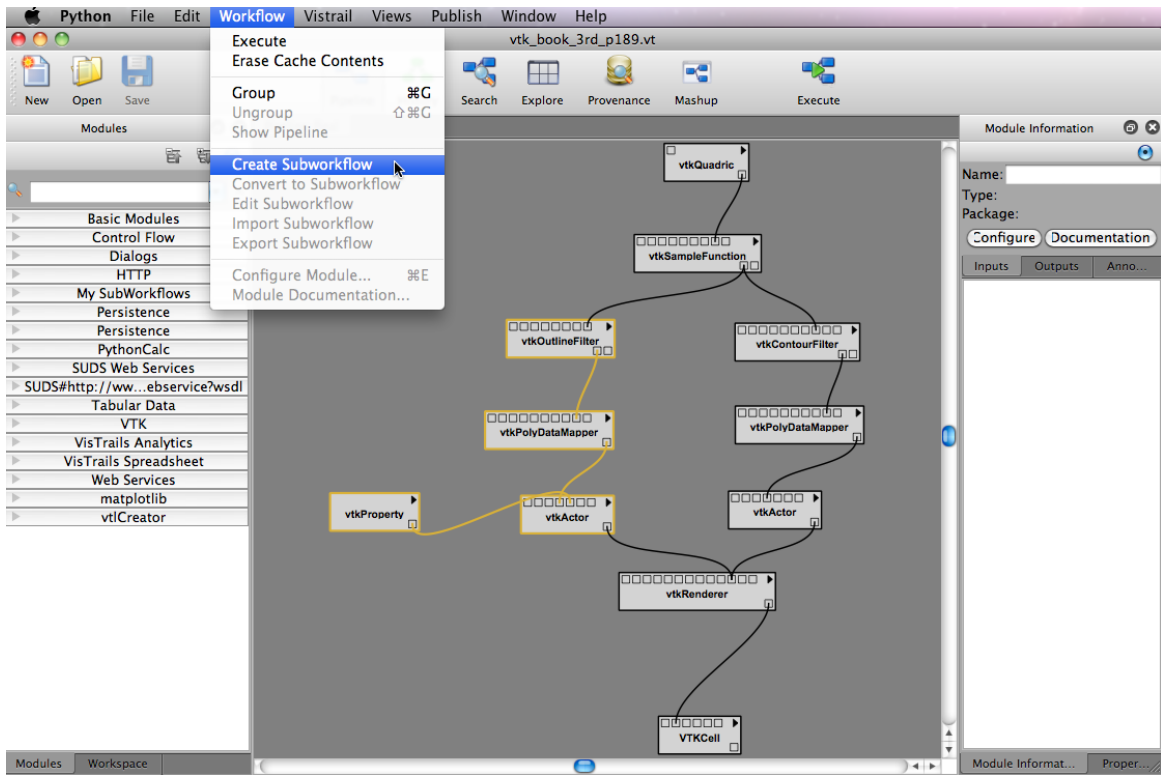 Python File Edit Workflow Vistrail Views Publish Window Help
vtk_book_3rd_p189.vt
Execute
Erase Cache Contents
Group ⌘G
Ungroup ⇧⌘G
Show Pipeline
Create Subworkflow
Convert to Subworkflow
Edit Subworkflow
Import Subworkflow
Export Subworkflow
Configure Module... ⌘E
Module Documentation...
New Open Save Search Explore Provenance Mashup Execute
Modules
Basic Modules
Control Flow
Dialogs
HTTP
My SubWorkflows
Persistence
Persistence
PythonCalc
SUDS Web Services
SUDS#http://ww...ebservice?wsdl
Tabular Data
VTK
VisTrails Analytics
VisTrails Spreadsheet
Web Services
matplotlib
vtlCreator
Modules Workspace
vtkQuadric
vtkSampleFunction
vtkOutlineFilter
vtkContourFilter
vtkPolyDataMapper
vtkPolyDataMapper
vtkProperty
vtkActor
vtkActor
vtkRenderer
VTKCell
Module Information
Name:
Type:
Package:
Configure Documentation
Inputs Outputs Anno...
Module Informat... Proper...